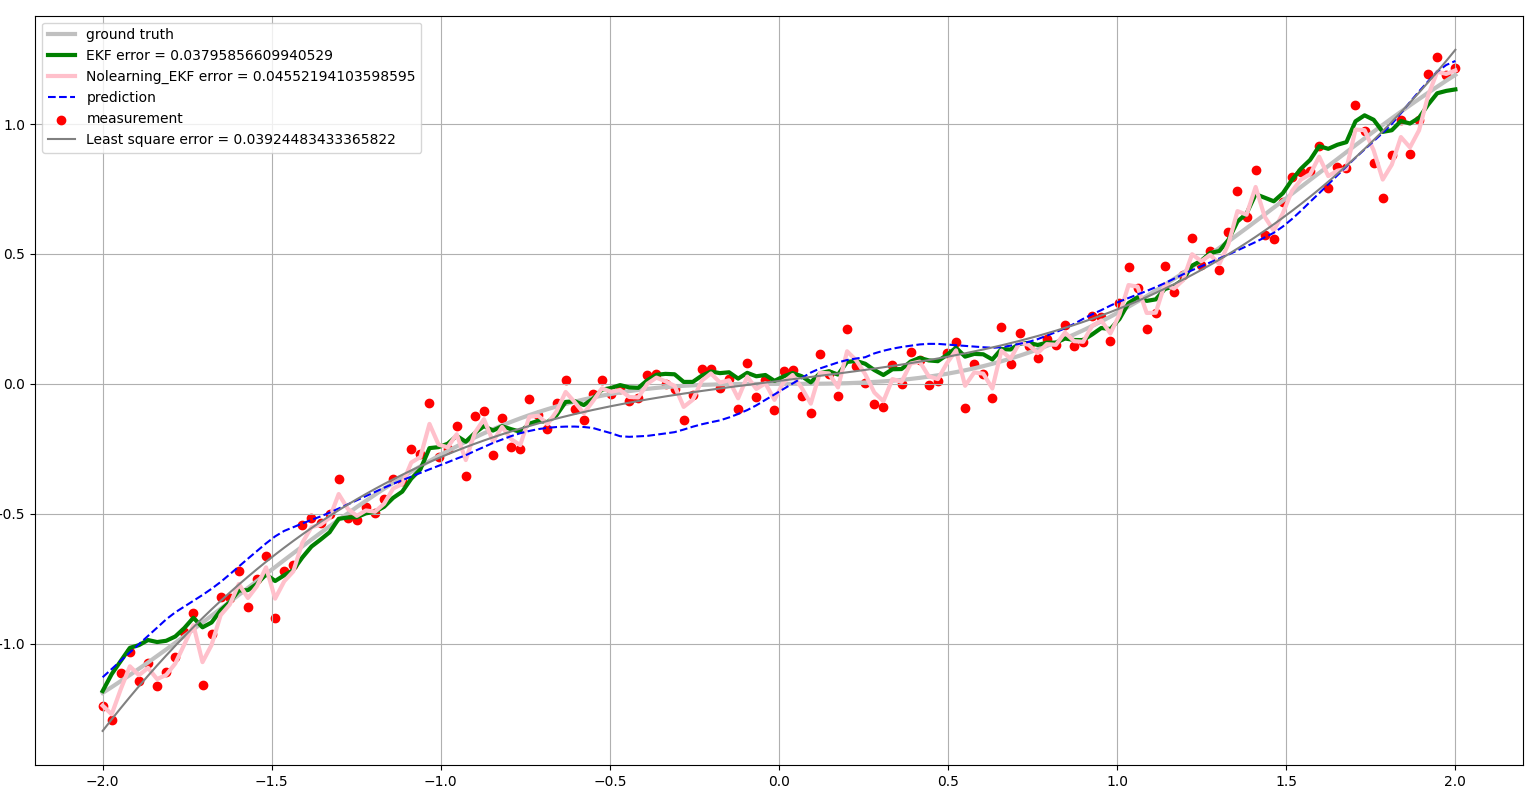 ground truth
EKF error = 0.03795856609940529
Nolearning_EKF error = 0.04552194103598595
prediction
measurement
Least square error = 0.03924483433365822
1.0
0.5
0.0
−0.5
−1.0
−2.0 −1.5 −1.0 −0.5 0.0 0.5 1.0 1.5 2.0